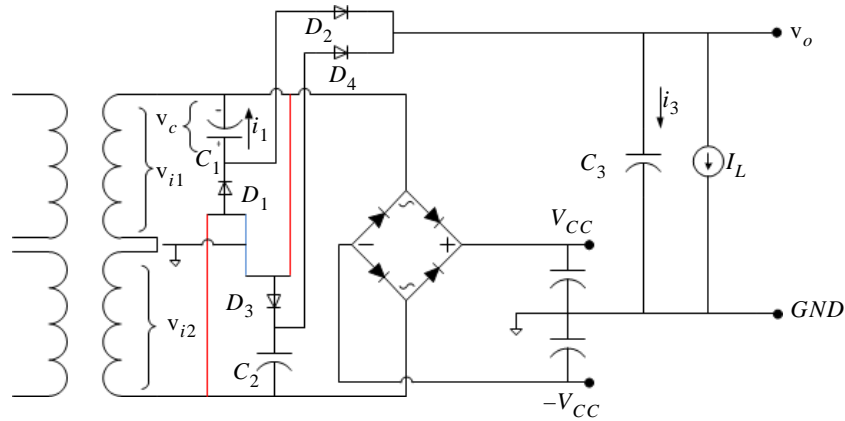 D2
vo
D4
vc
-
i1
i3
+
C1
vi1
C3
IL
D1
VCC
− +
D3
GND
vi2
C2
–VCC